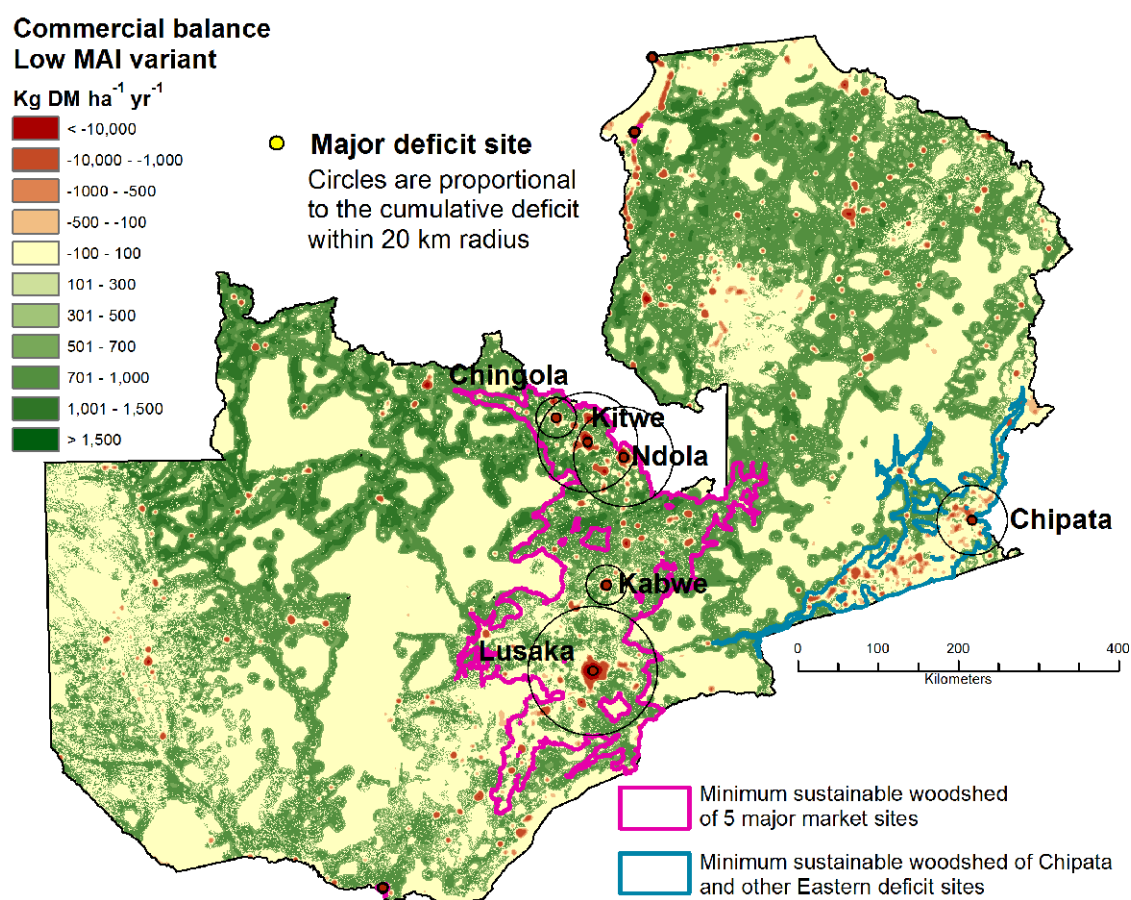 Commercial balance
Low MAI variant
Kg DM ha⁻¹ yr⁻¹
< -10,000
-10,000 - -1,000
-1000 - -500
-500 - -100
-100 - 100
101 - 300
301 - 500
501 - 700
701 - 1,000
1,001 - 1,500
> 1,500
Major deficit site
Circles are proportional
to the cumulative deficit
within 20 km radius
Chingola
Kitwe
Ndola
Chipata
Kabwe
Lusaka
0 100 200 400
Kilometers
Minimum sustainable woodshed
of 5 major market sites
Minimum sustainable woodshed of Chipata
and other Eastern deficit sites